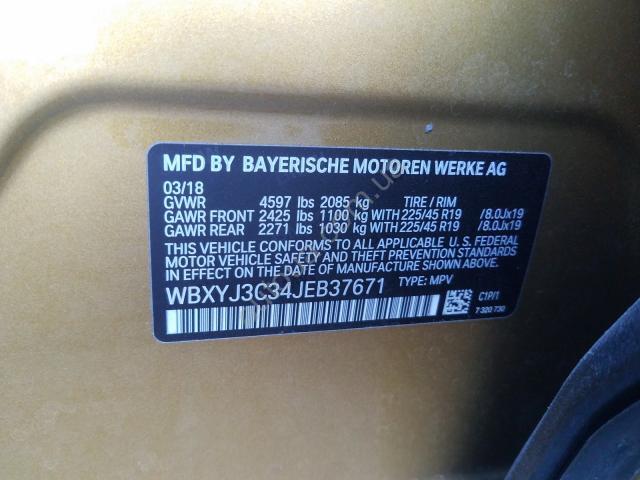 MFD BY BAYERISCHE MOTOREN WERKE AG
03/18
GVWR 4597 lbs 2085 kg TIRE / RIM
GAWR FRONT 2425 lbs 1100 kg WITH 225/45 R19 /8.0Jx19
GAWR REAR 2271 lbs 1030 kg WITH 225/45 R19 /8.0Jx19
THIS VEHICLE CONFORMS TO ALL APPLICABLE U. S. FEDERAL
MOTOR VEHICLE SAFETY, BUMPER, AND THEFT PREVENTION
STANDARDS IN EFFECT ON THE DATE OF MANUFACTURE SHOWN ABOVE.
WBXYJ3C34JEB37671 TYPE: MPV
C1P/1
7 320 730